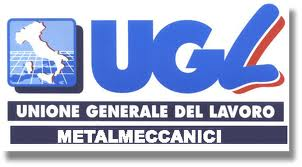 UGL
UNIONE GENERALE DEL LAVORO
METALMECCANICI